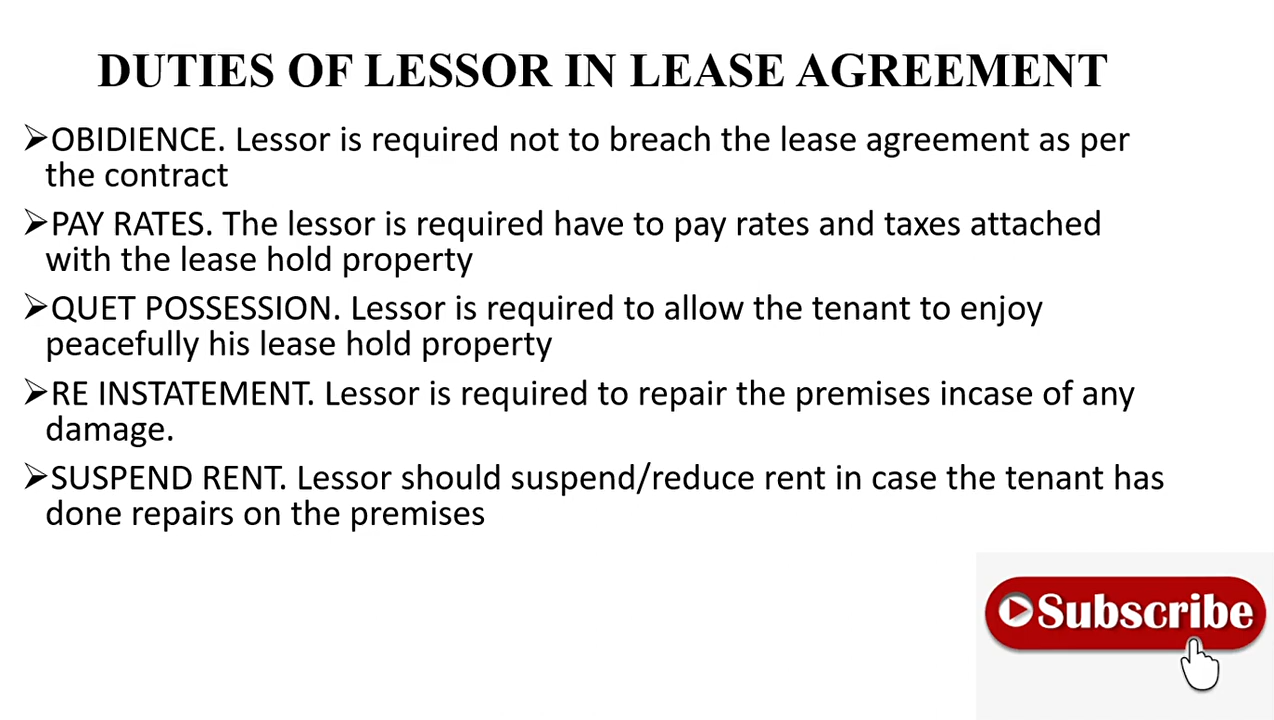 DUTIES OF LESSOR IN LEASE AGREEMENT
➢OBIDIENCE. Lessor is required not to breach the lease agreement as per
the contract
➢PAY RATES. The lessor is required have to pay rates and taxes attached
with the lease hold property
➢QUET POSSESSION. Lessor is required to allow the tenant to enjoy
peacefully his lease hold property
➢RE INSTATEMENT. Lessor is required to repair the premises incase of any
damage.
➢SUSPEND RENT. Lessor should suspend/reduce rent in case the tenant has
done repairs on the premises
Subscribe